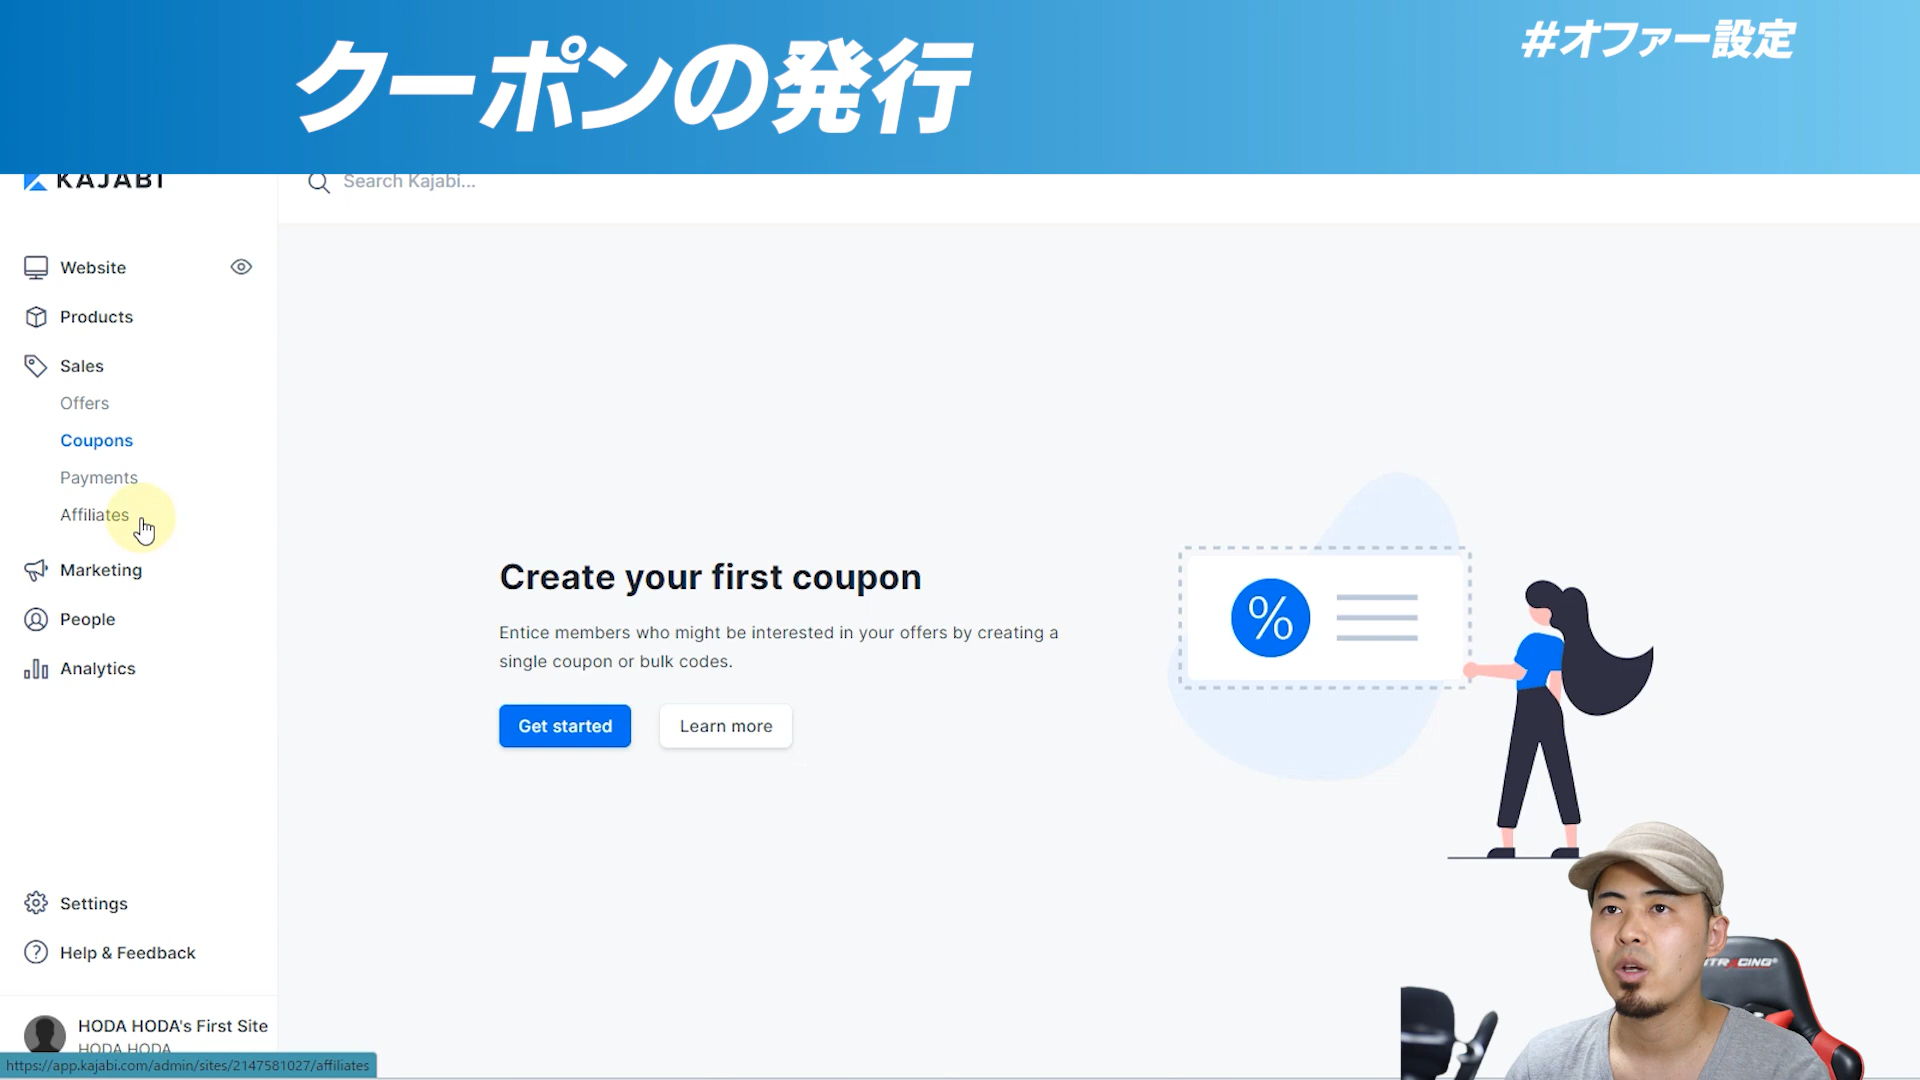 クーポンの発行
#オファー設定
KAJABI
Search Kajabi...
Website
Products
Sales
Offers
Coupons
Payments
Affiliates
Marketing
People
Analytics
Create your first coupon
Entice members who might be interested in your offers by creating a
single coupon or bulk codes.
Get started
Learn more
%
Settings
Help & Feedback
HODA HODA's First Site
HODA HODA
https://app.kajabi.com/admin/sites/2147581027/affiliates